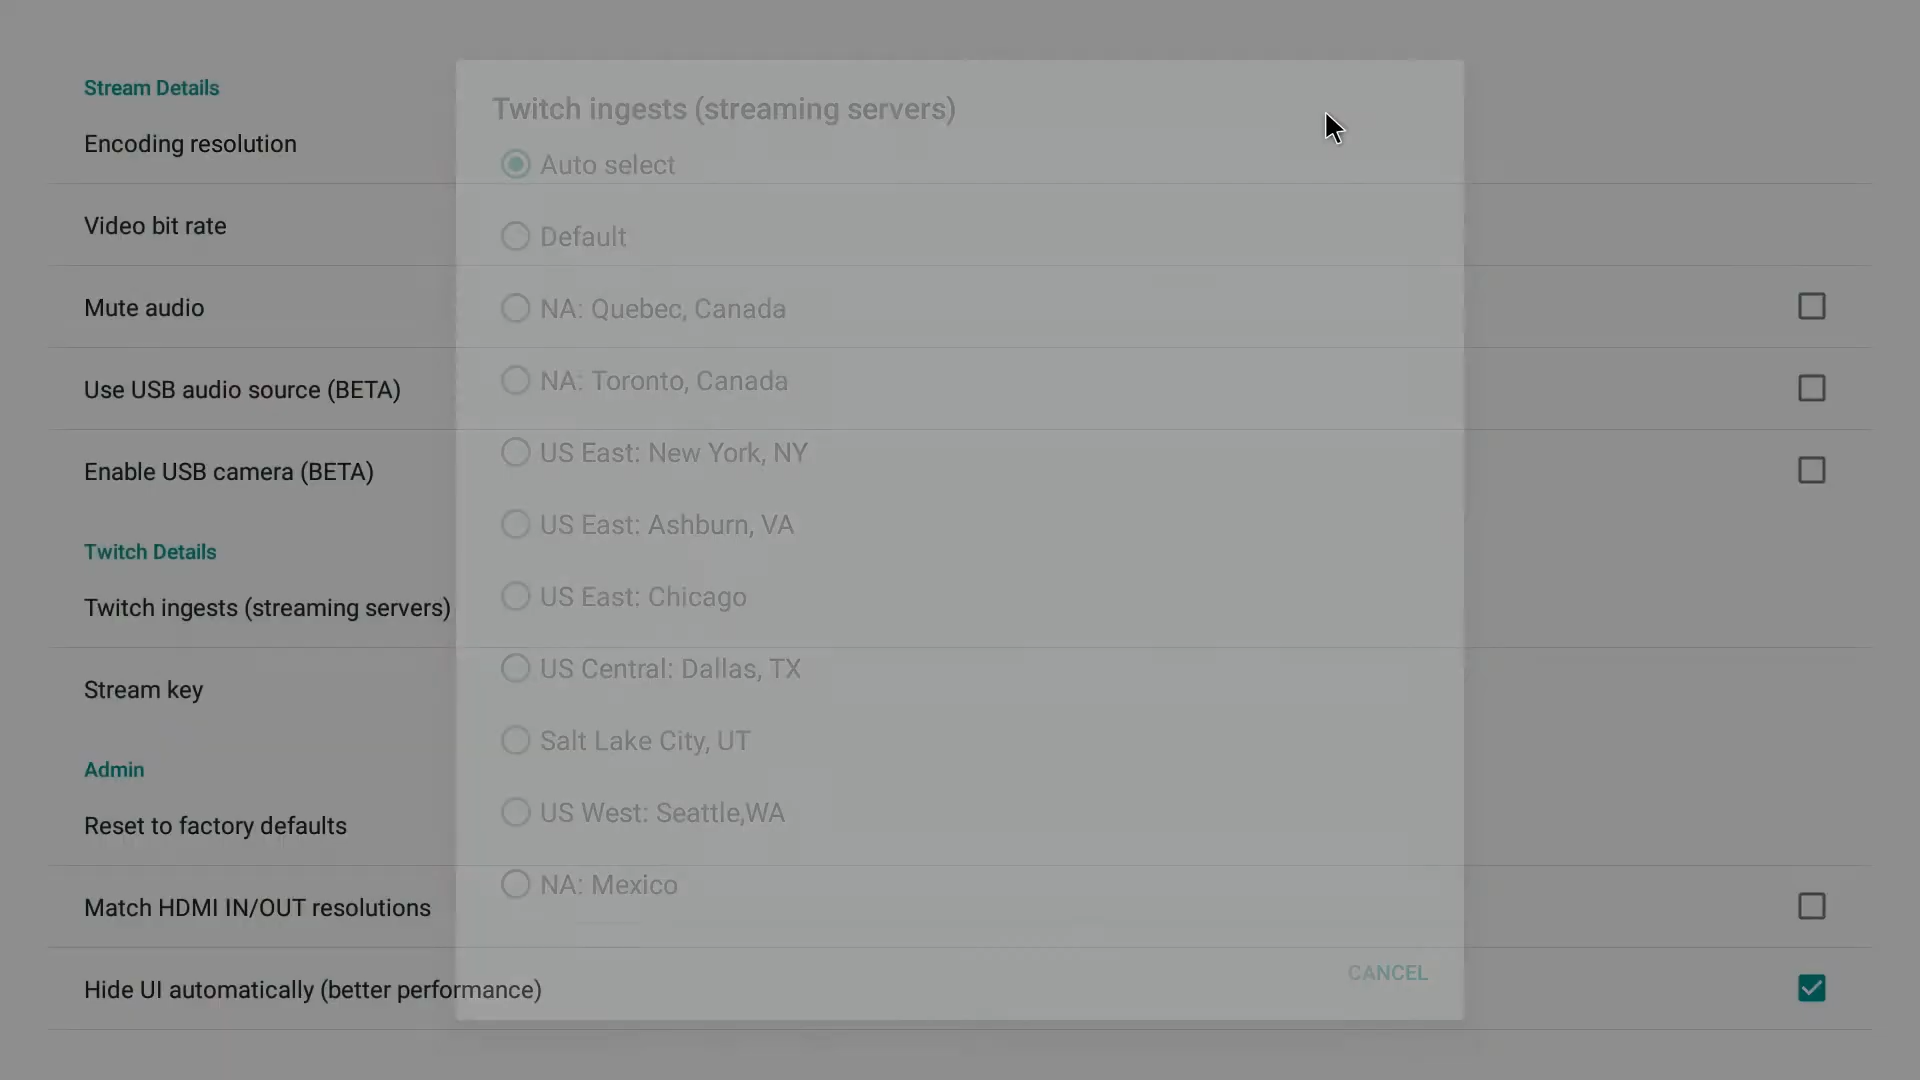 Stream Details
Encoding resolution
Video bit rate
Mute audio
Use USB audio source (BETA)
Enable USB camera (BETA)
Twitch Details
Twitch ingests (streaming servers)
Stream key
Admin
Reset to factory defaults
Match HDMI IN/OUT resolutions
Hide UI automatically (better performance)
Twitch ingests (streaming servers)
Auto select
Default
NA: Quebec, Canada
NA: Toronto, Canada
US East: New York, NY
US East: Ashburn, VA
US East: Chicago
US Central: Dallas, TX
Salt Lake City, UT
US West: Seattle,WA
NA: Mexico
CANCEL